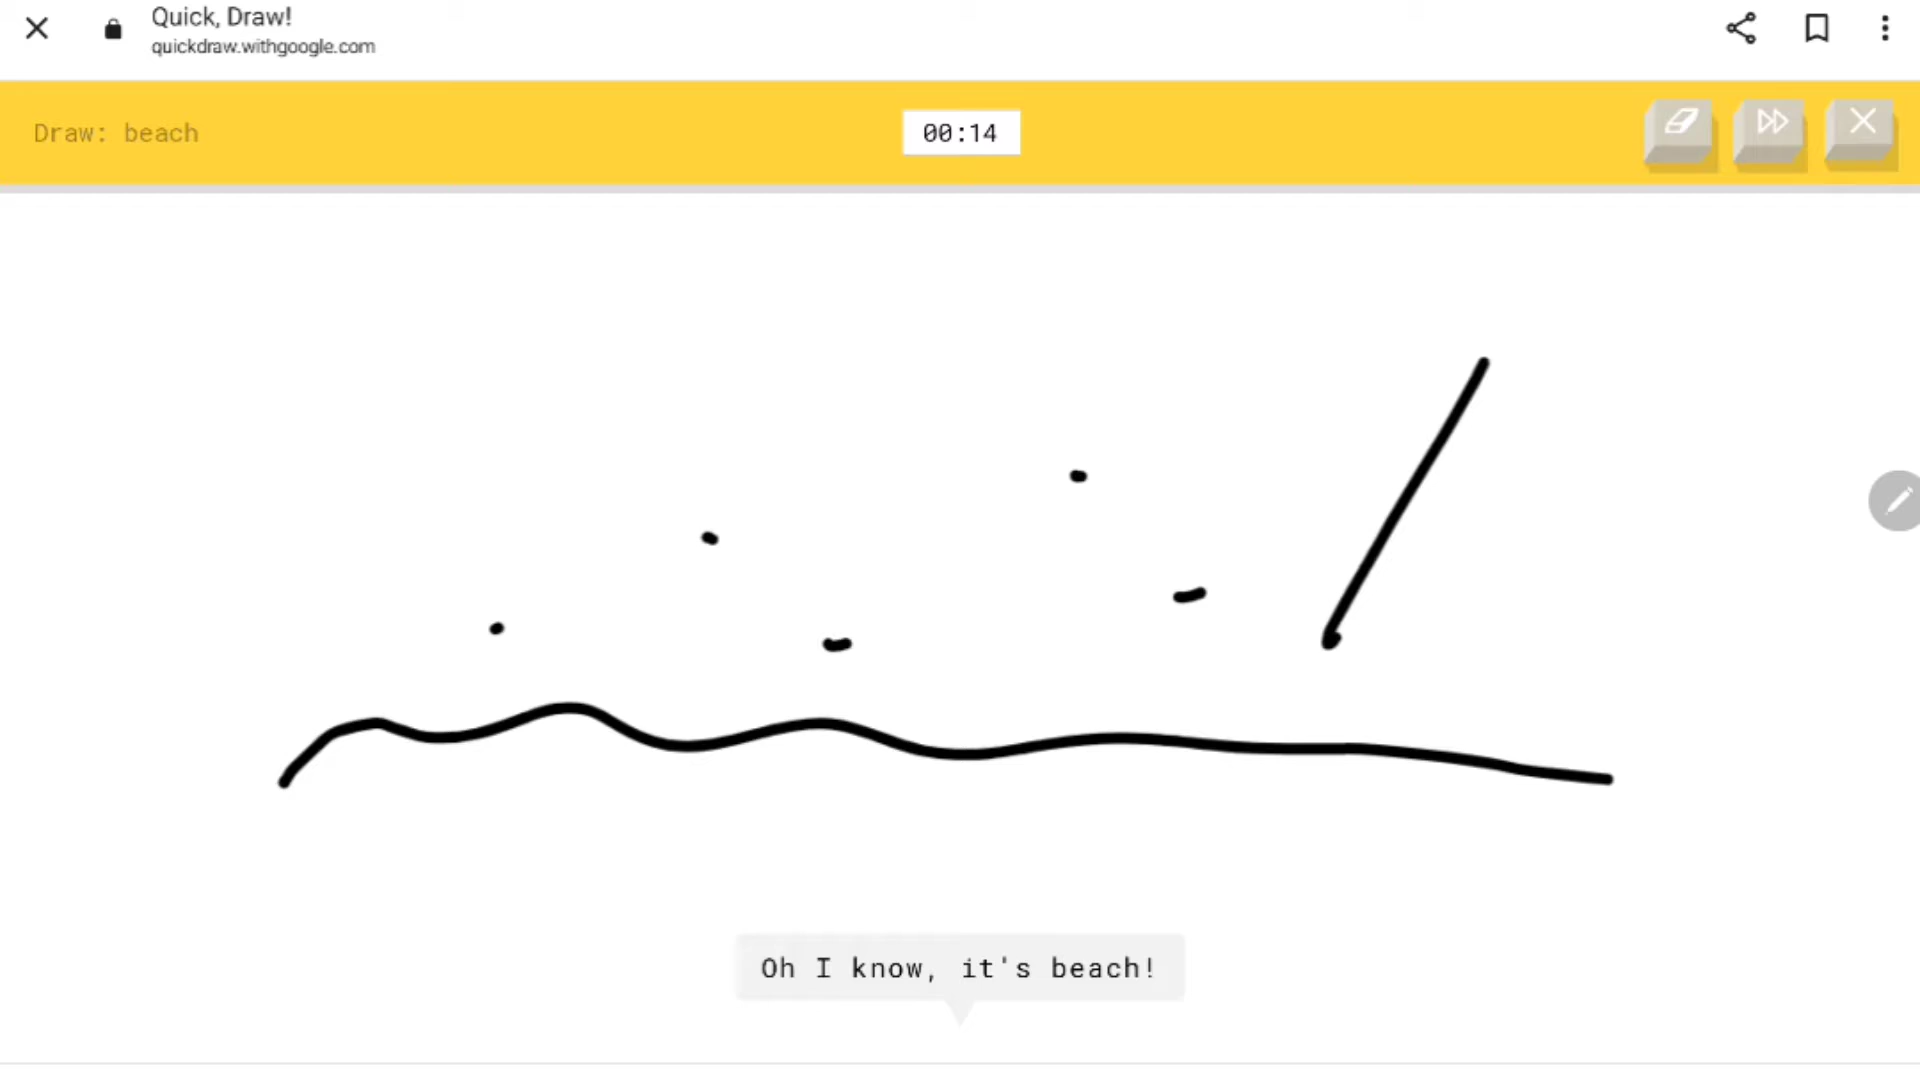 Quick, Draw!
quickdraw.withgoogle.com
Draw: beach
00:14
Oh I know, it's beach!